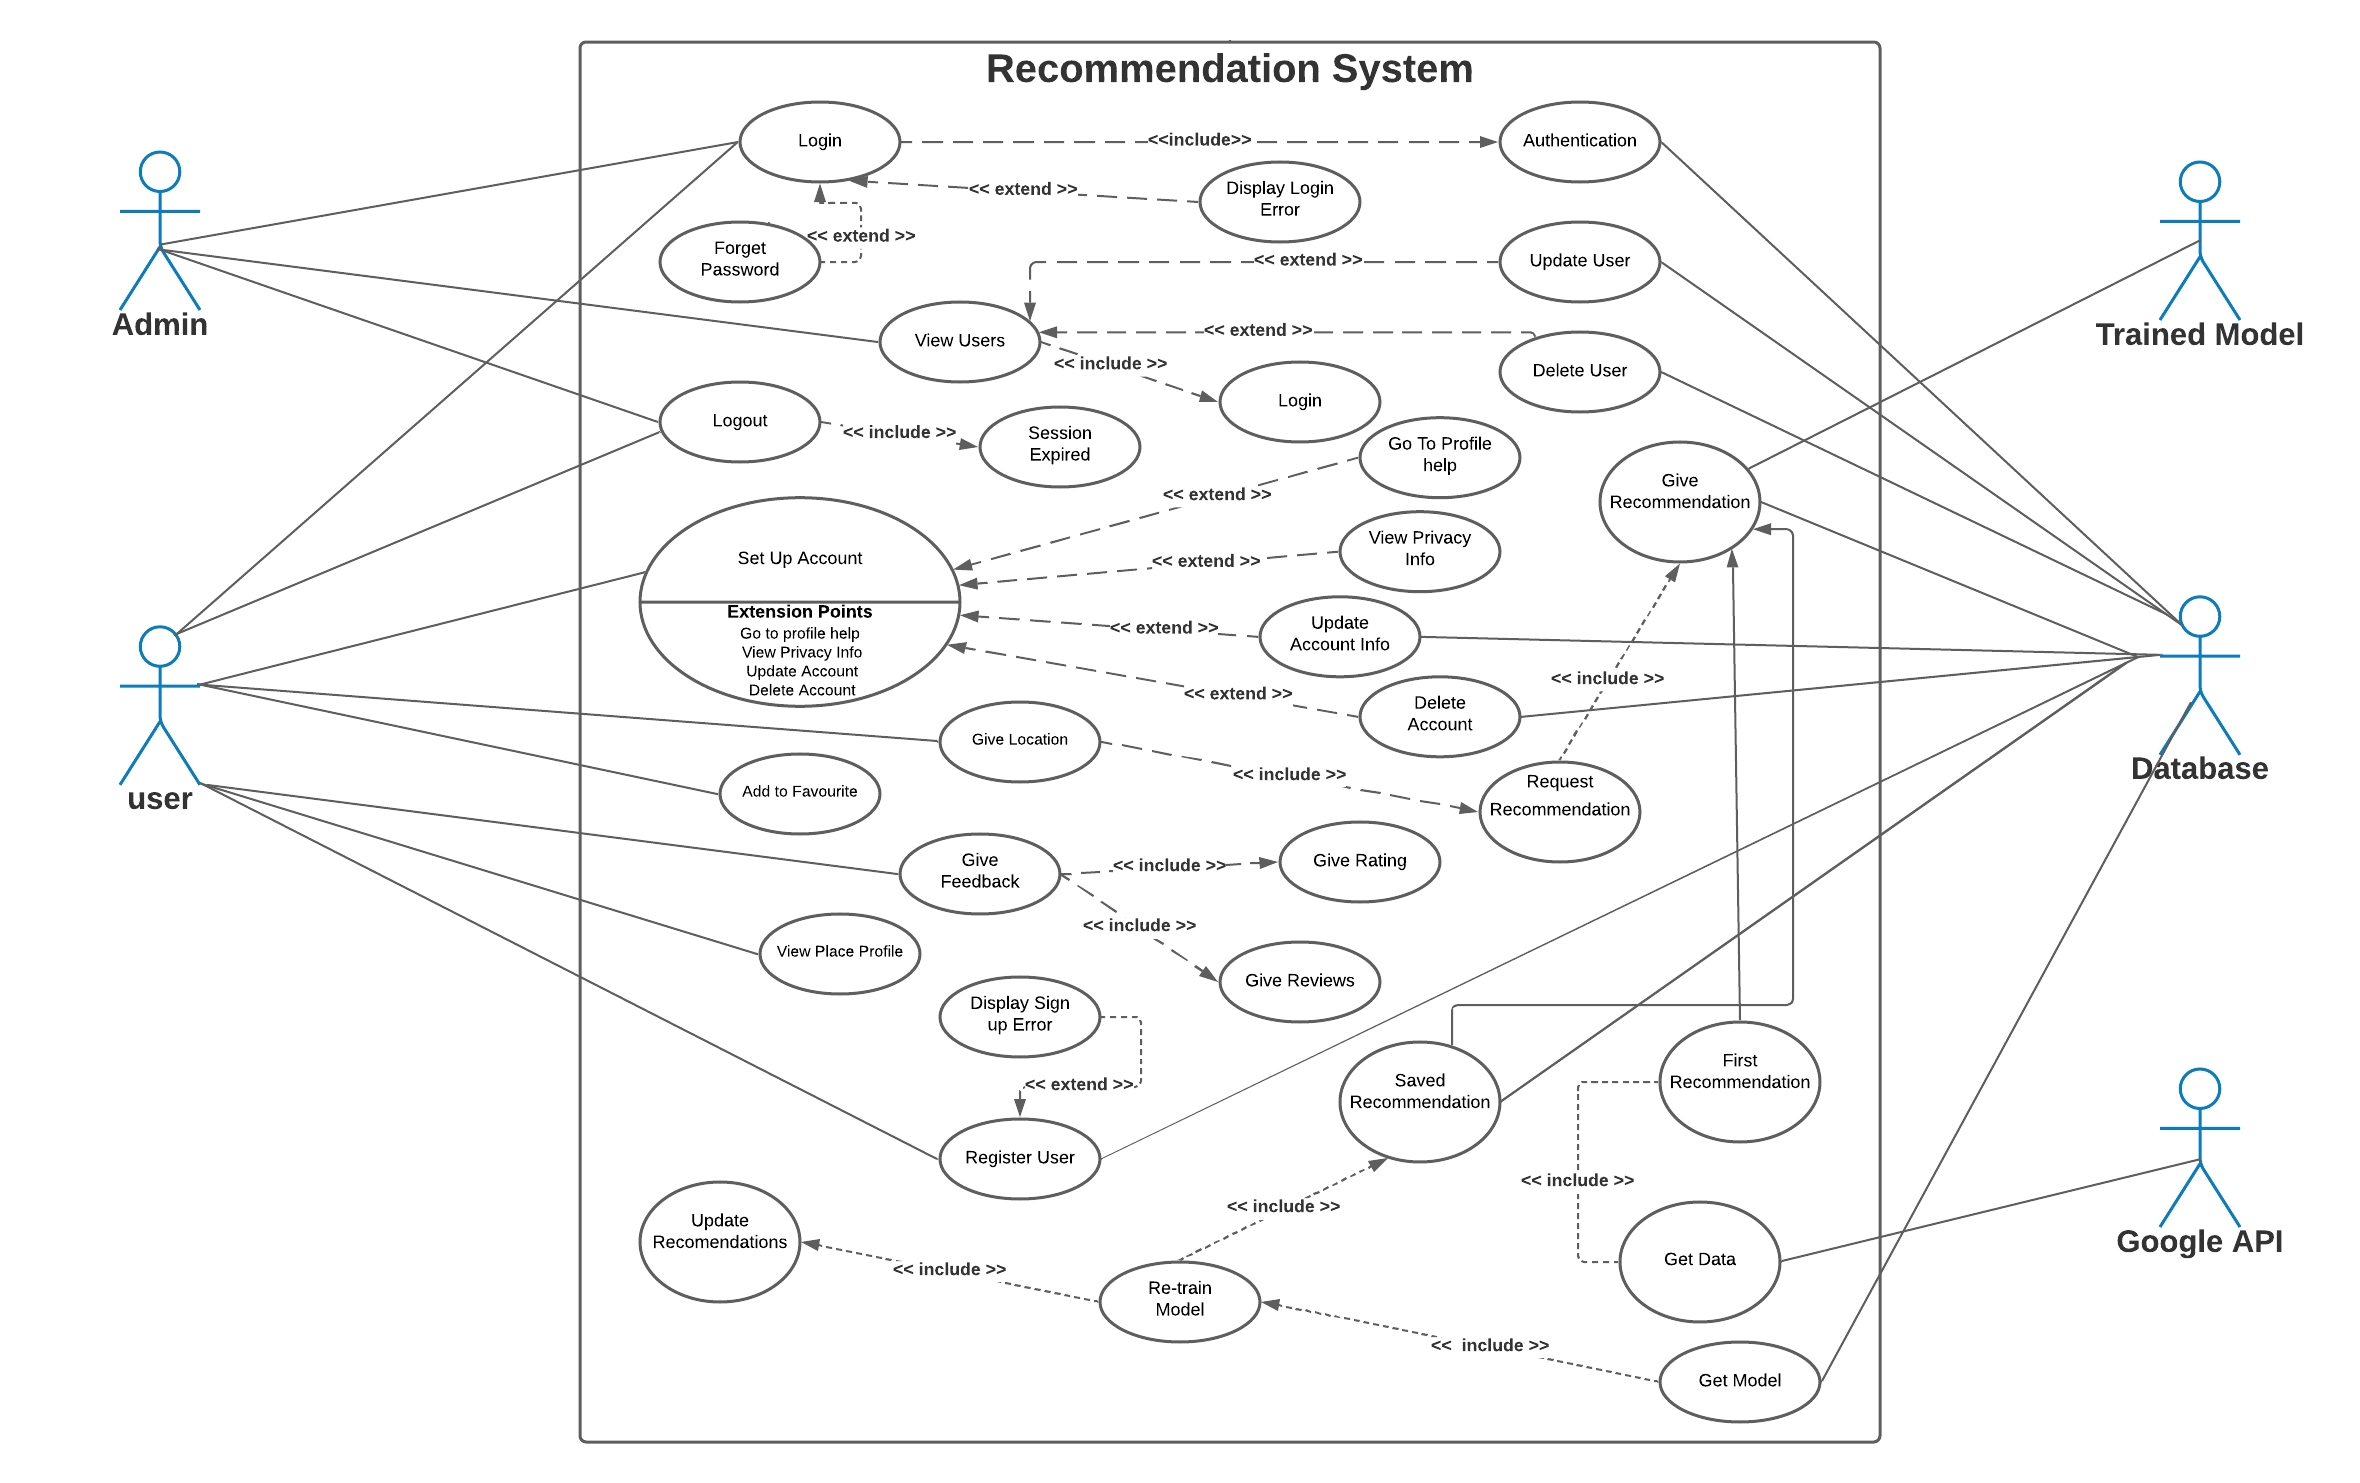 Recommendation System
Login
<<include>>
Authentication
<< extend >>
Display Login
Error
Forget
Password
<< extend >>
<< extend >>
Update User
Admin
Trained Model
View Users
<< extend >>
<< include >>
Delete User
Login
Logout
<< include >>
Session
Expired
Go To Profile
help
<< extend >>
Give
Recommendation
Set Up Account
<< extend >>
View Privacy
Info
Extension Points
Go to profile help
View Privacy Info
Update Account
Delete Account
<< extend >>
Update
Account Info
<< include >>
<< extend >>
Delete
Account
Give Location
<< include >>
Request
Recommendation
user
Database
Add to Favourite
Give
Feedback
<< include >>
Give Rating
<< include >>
View Place Profile
Give Reviews
Display Sign
up Error
<< extend >>
Saved
Recommendation
First
Recommendation
Register User
<< include >>
<< include >>
Update
Recomendations
<< include >>
Re-train
Model
Get Data
Google API
<< include >>
Get Model